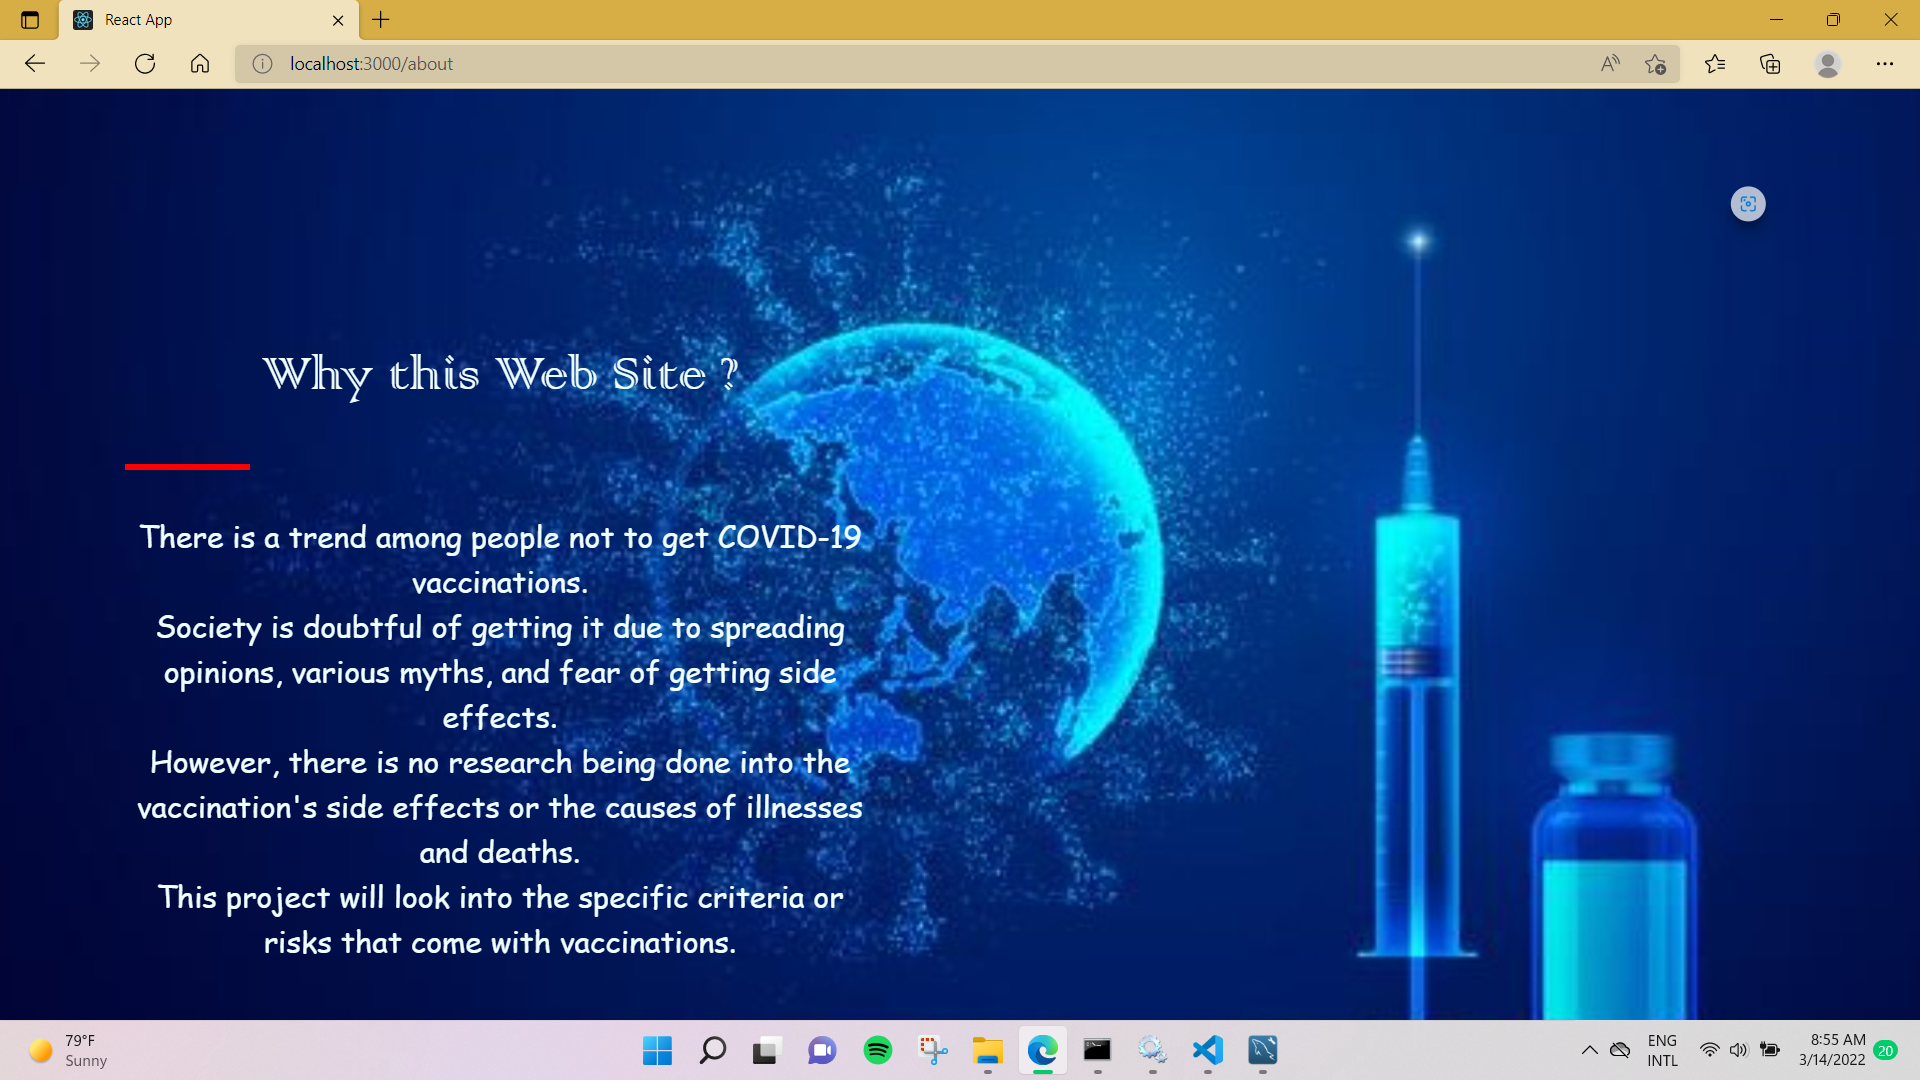 React App
localhost:3000/about
Why this Web Site ?
There is a trend among people not to get COVID-19
vaccinations.
Society is doubtful of getting it due to spreading
opinions, various myths, and fear of getting side
effects.
However, there is no research being done into the
vaccination's side effects or the causes of illnesses
and deaths.
This project will look into the specific criteria or
risks that come with vaccinations.
79°F
Sunny
ENG
INTL
8:55 AM
3/14/2022
20